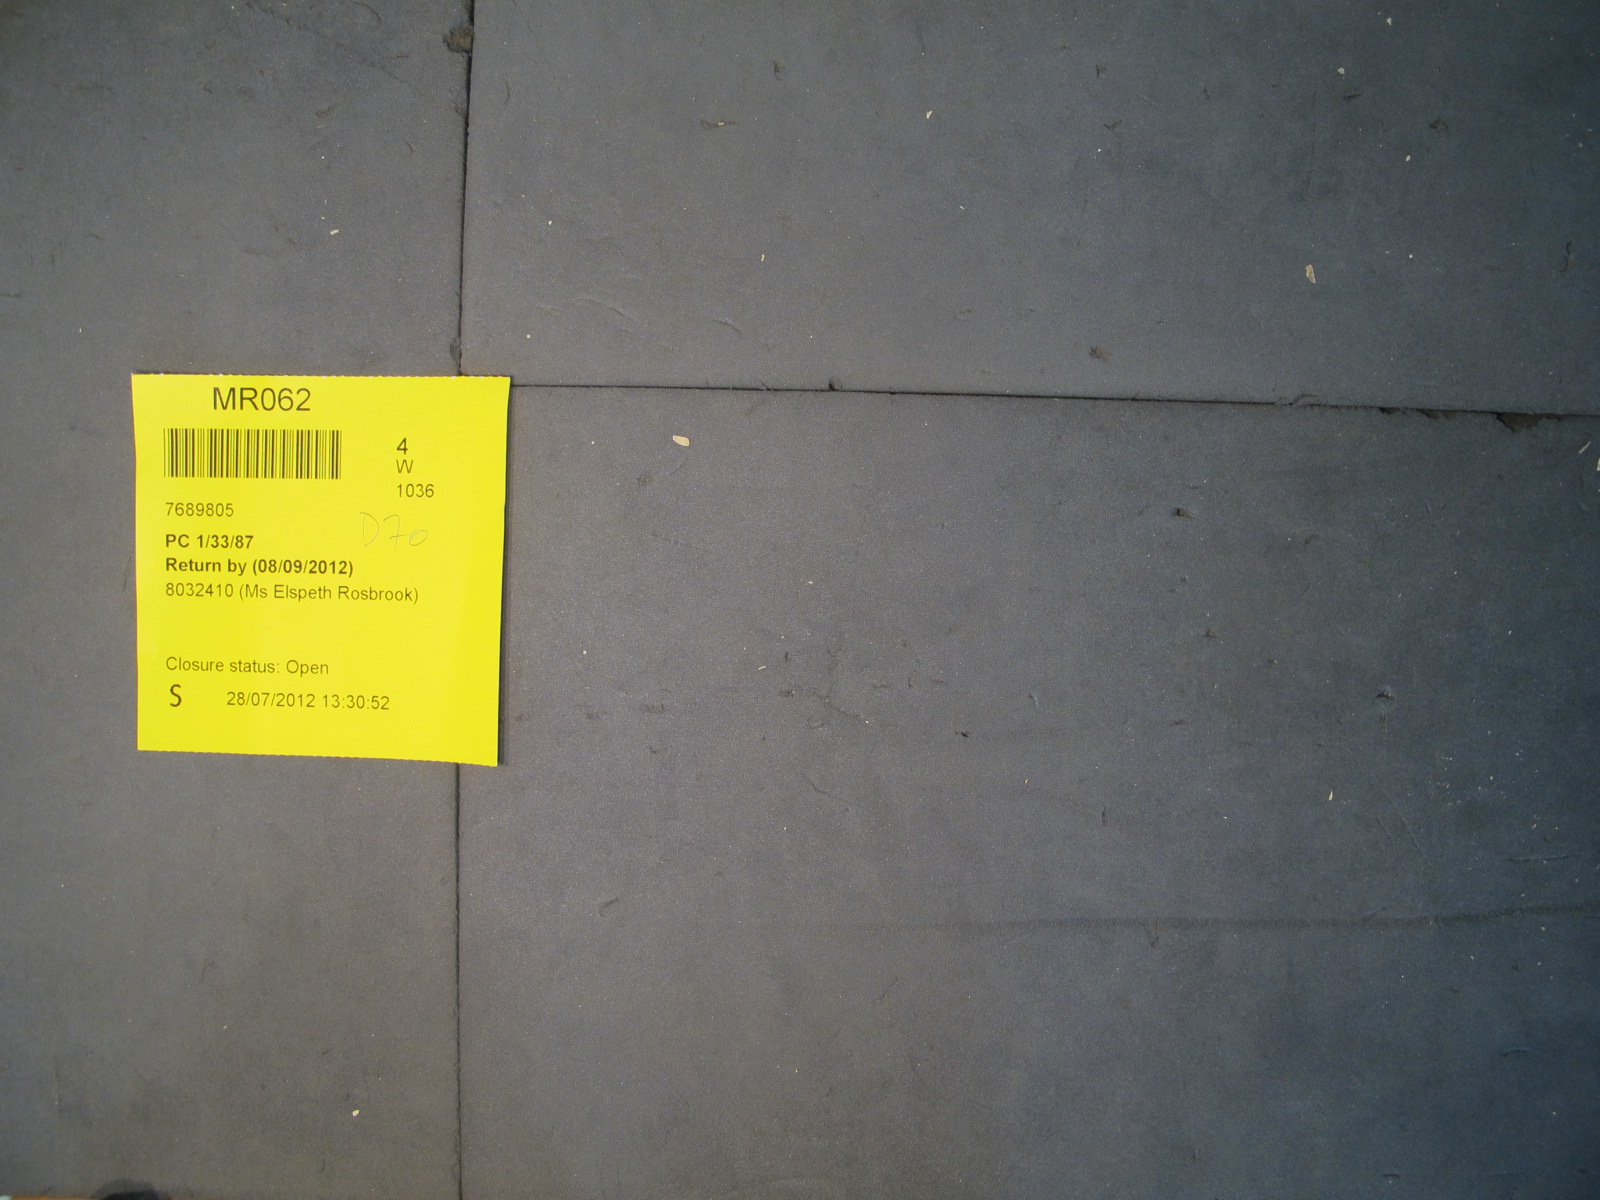 MR062
4
W
1036
7689805
D70
PC 1/33/87
Return by (08/09/2012)
8032410 (Ms Elspeth Rosbrook)
Closure status: Open
S 28/07/2012 13:30:52